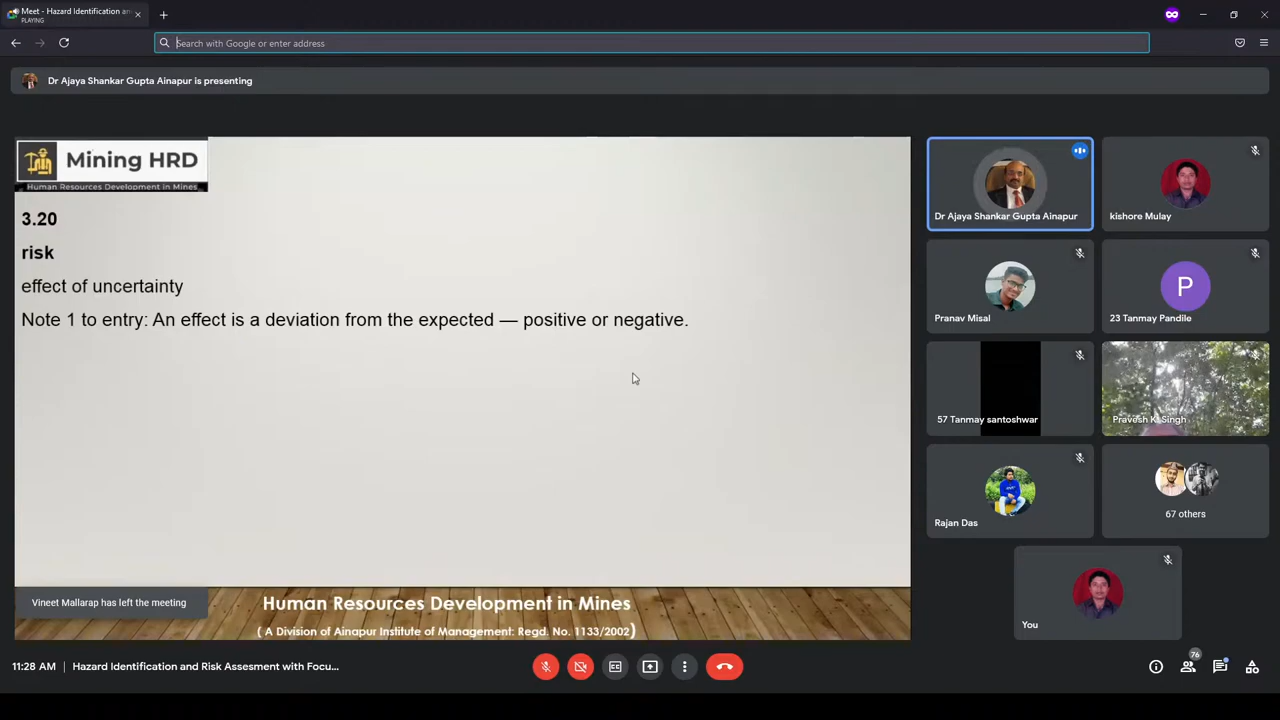 Meet - Hazard Identification an
PLAYING
Search with Google or enter address
Dr Ajaya Shankar Gupta Ainapur is presenting
Mining HRD
Human Resources Development in Mines
3.20
risk
effect of uncertainty
Note 1 to entry: An effect is a deviation from the expected — positive or negative.
Human Resources Development in Mines
( A Division of Ainapur Institute of Management: Regd. No. 1133/2002)
Vineet Mallarap has left the meeting
Dr Ajaya Shankar Gupta Ainapur
kishore Mulay
Pranav Misal
P
23 Tanmay Pandile
57 Tanmay santoshwar
Pravesh K. Singh
Rajan Das
67 others
You
11:28 AM | Hazard Identification and Risk Assesment with Focu...
76